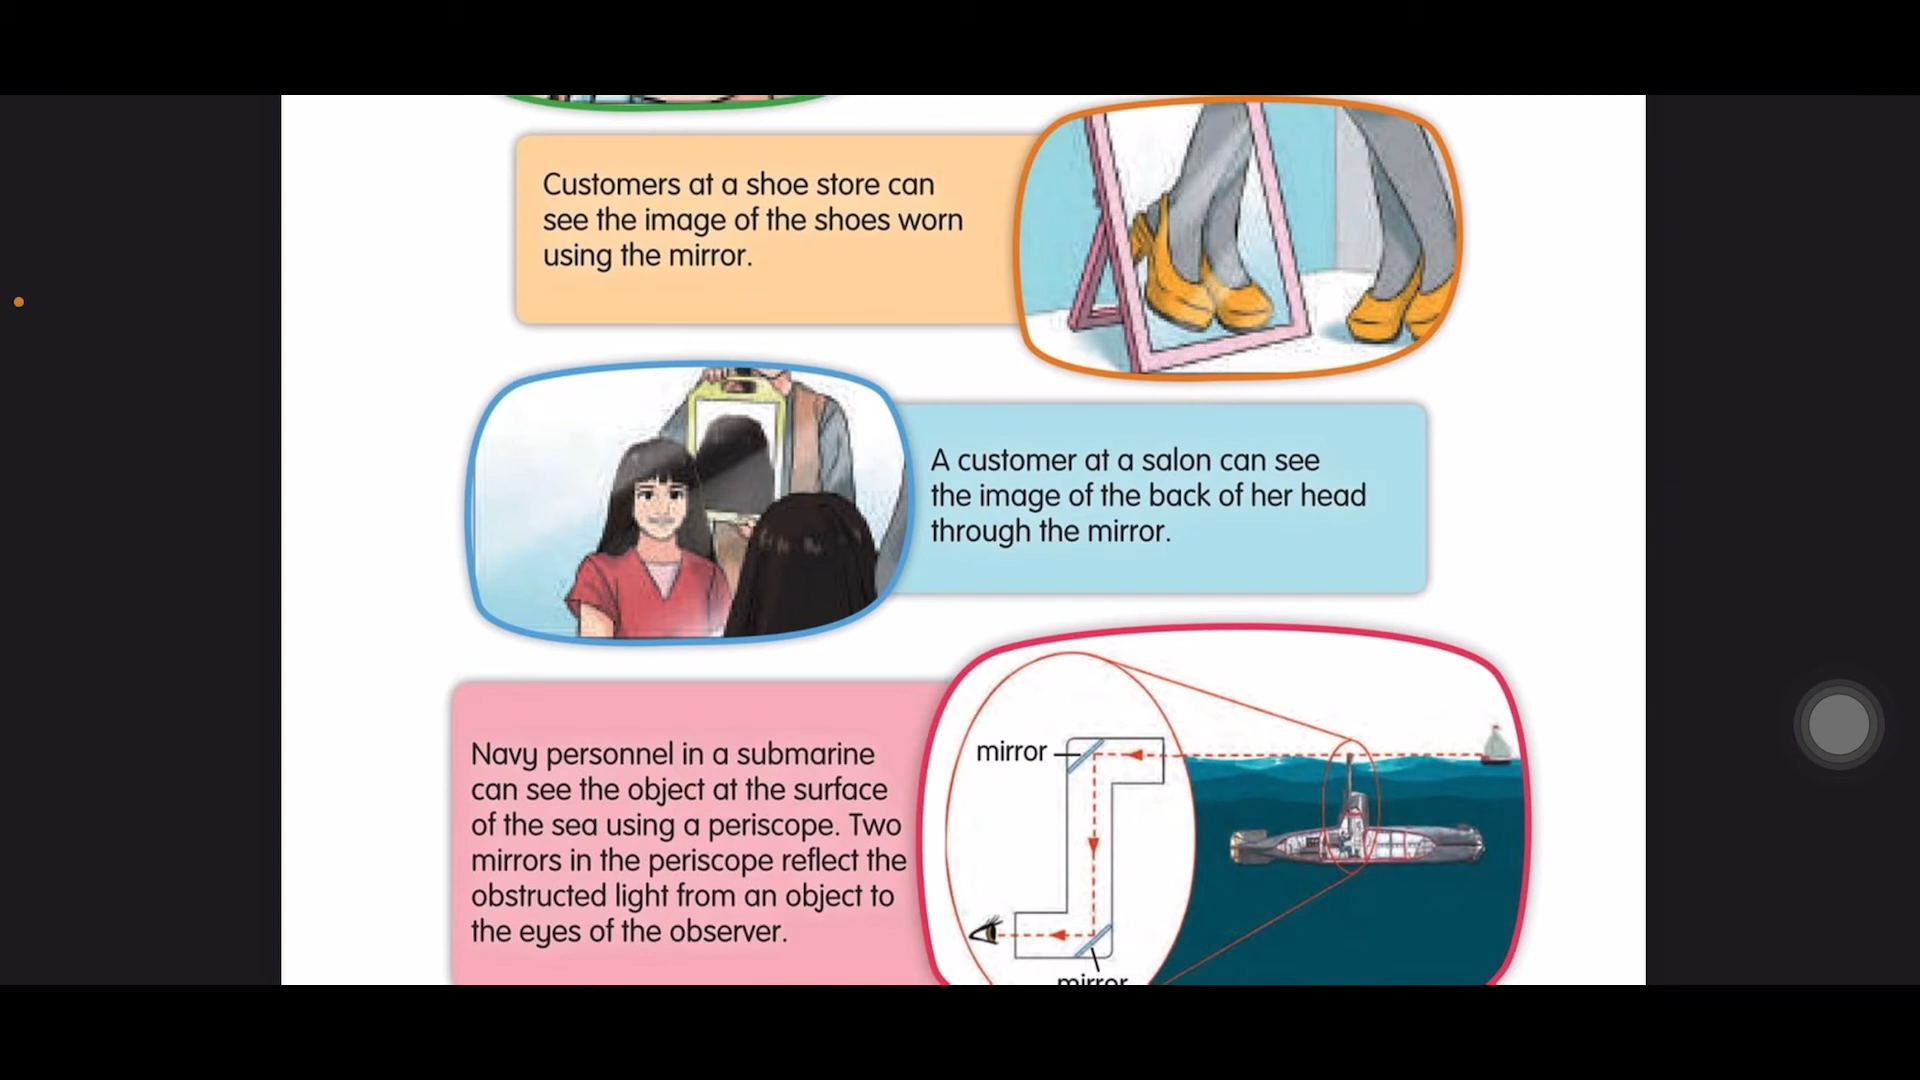 Customers at a shoe store can
see the image of the shoes worn
using the mirror.
A customer at a salon can see
the image of the back of her head
through the mirror.
Navy personnel in a submarine
can see the object at the surface
of the sea using a periscope. Two
mirrors in the periscope reflect the
obstructed light from an object to
the eyes of the observer.
mirror
mirror